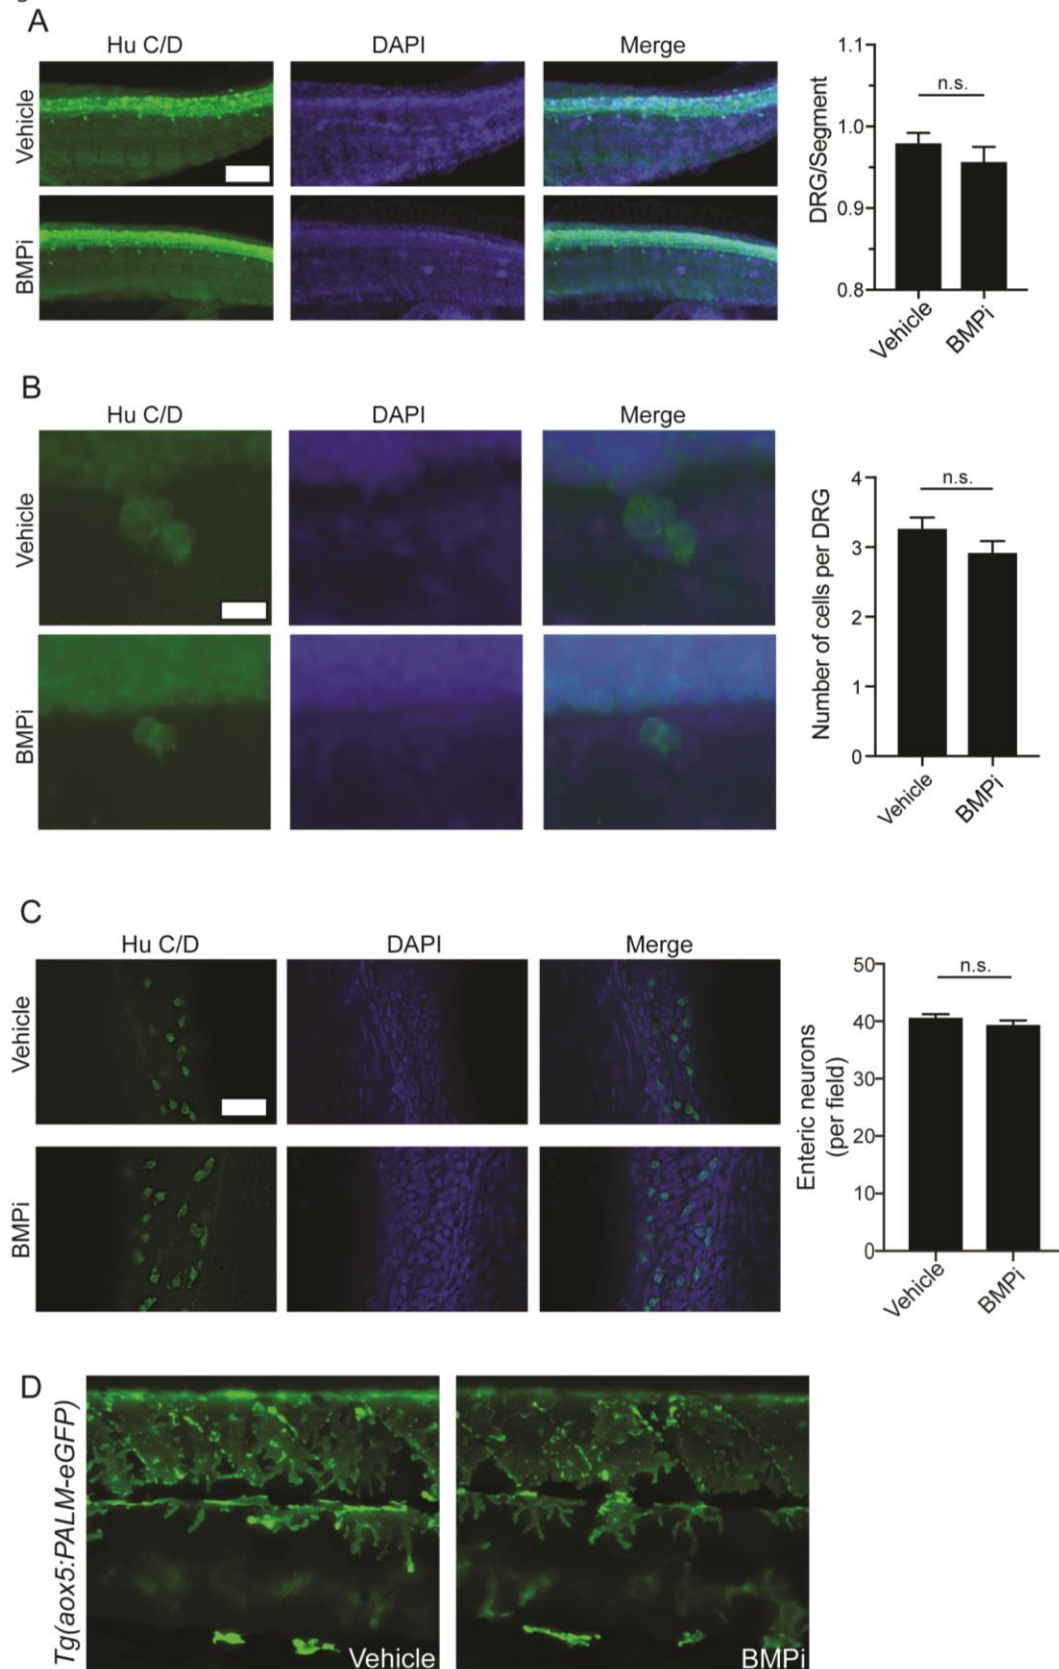 A
Hu C/D DAPI Merge
Vehicle
BMPi
DRG/Segment
1.1
1.0
0.9
0.8
n.s.
Vehicle BMPi
B
Hu C/D DAPI Merge
Vehicle
BMPi
Number of cells per DRG
4
3
2
1
0
n.s.
Vehicle BMPi
C
Hu C/D DAPI Merge
Vehicle
BMPi
Enteric neurons
(per field)
50
40
30
20
10
0
n.s.
Vehicle BMPi
D
Tg(aox5:PALM-eGFP)
Vehicle BMPi